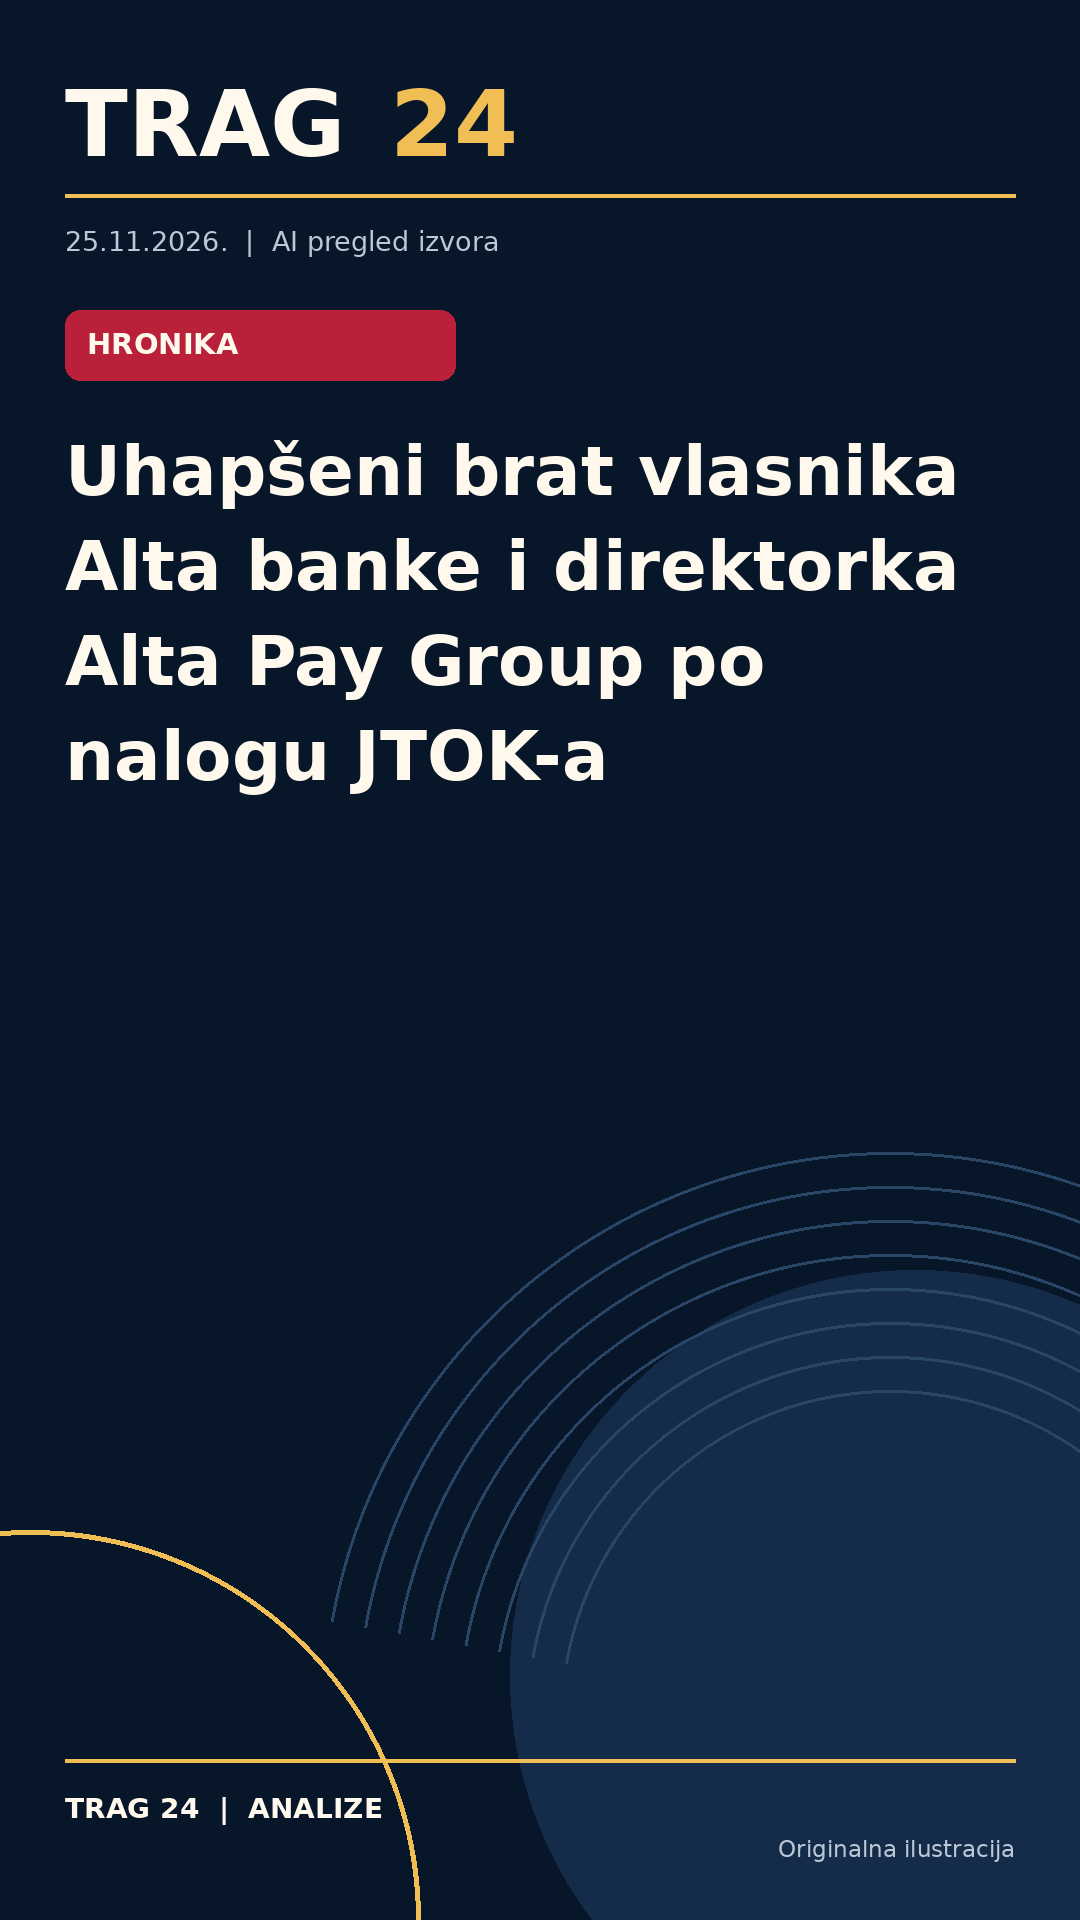 TRAG 24
25.11.2026. | AI pregled izvora
HRONIKA
Uhapšeni brat vlasnika
Alta banke i direktorka
Alta Pay Group po
nalogu JTOK-a
TRAG 24 | ANALIZE
Originalna ilustracija